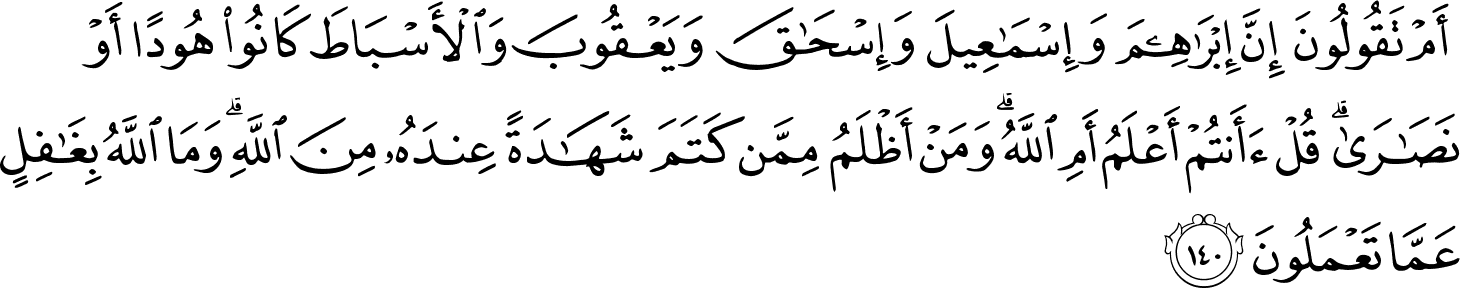 أَمْ تَقُولُونَ إِنَّ إِبْرَٰهِـۧمَ وَإِسْمَـٰعِيلَ وَإِسْحَـٰقَ وَيَعْقُوبَ وَٱلْأَسْبَاطَ كَانُوا۟ هُودًا أَوْ
نَصَـٰرَىٰ ۗ قُلْ ءَأَنتُمْ أَعْلَمُ أَمِ ٱللَّهُ ۗ وَمَنْ أَظْلَمُ مِمَّن كَتَمَ شَهَـٰدَةً عِندَهُۥ مِنَ ٱللَّهِ ۗ وَمَا ٱللَّهُ بِغَـٰفِلٍ
عَمَّا تَعْمَلُونَ ١٤٠